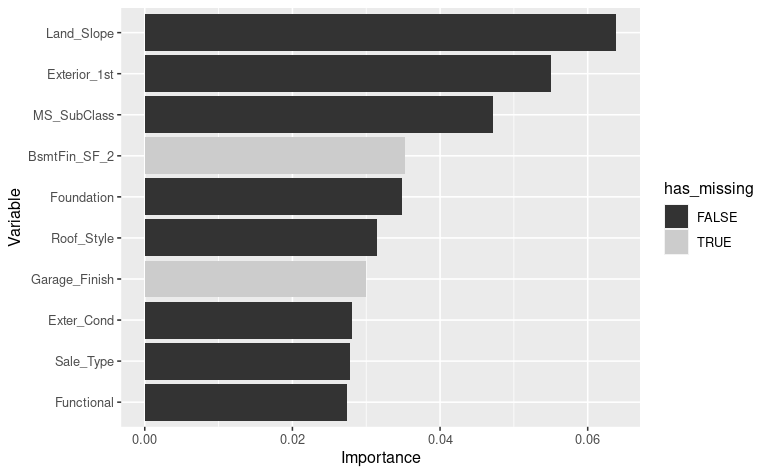 Variable
Land_Slope
Exterior_1st
MS_SubClass
BsmtFin_SF_2
Foundation
Roof_Style
Garage_Finish
Exter_Cond
Sale_Type
Functional
0.00 0.02 0.04 0.06
Importance
has_missing
FALSE
TRUE